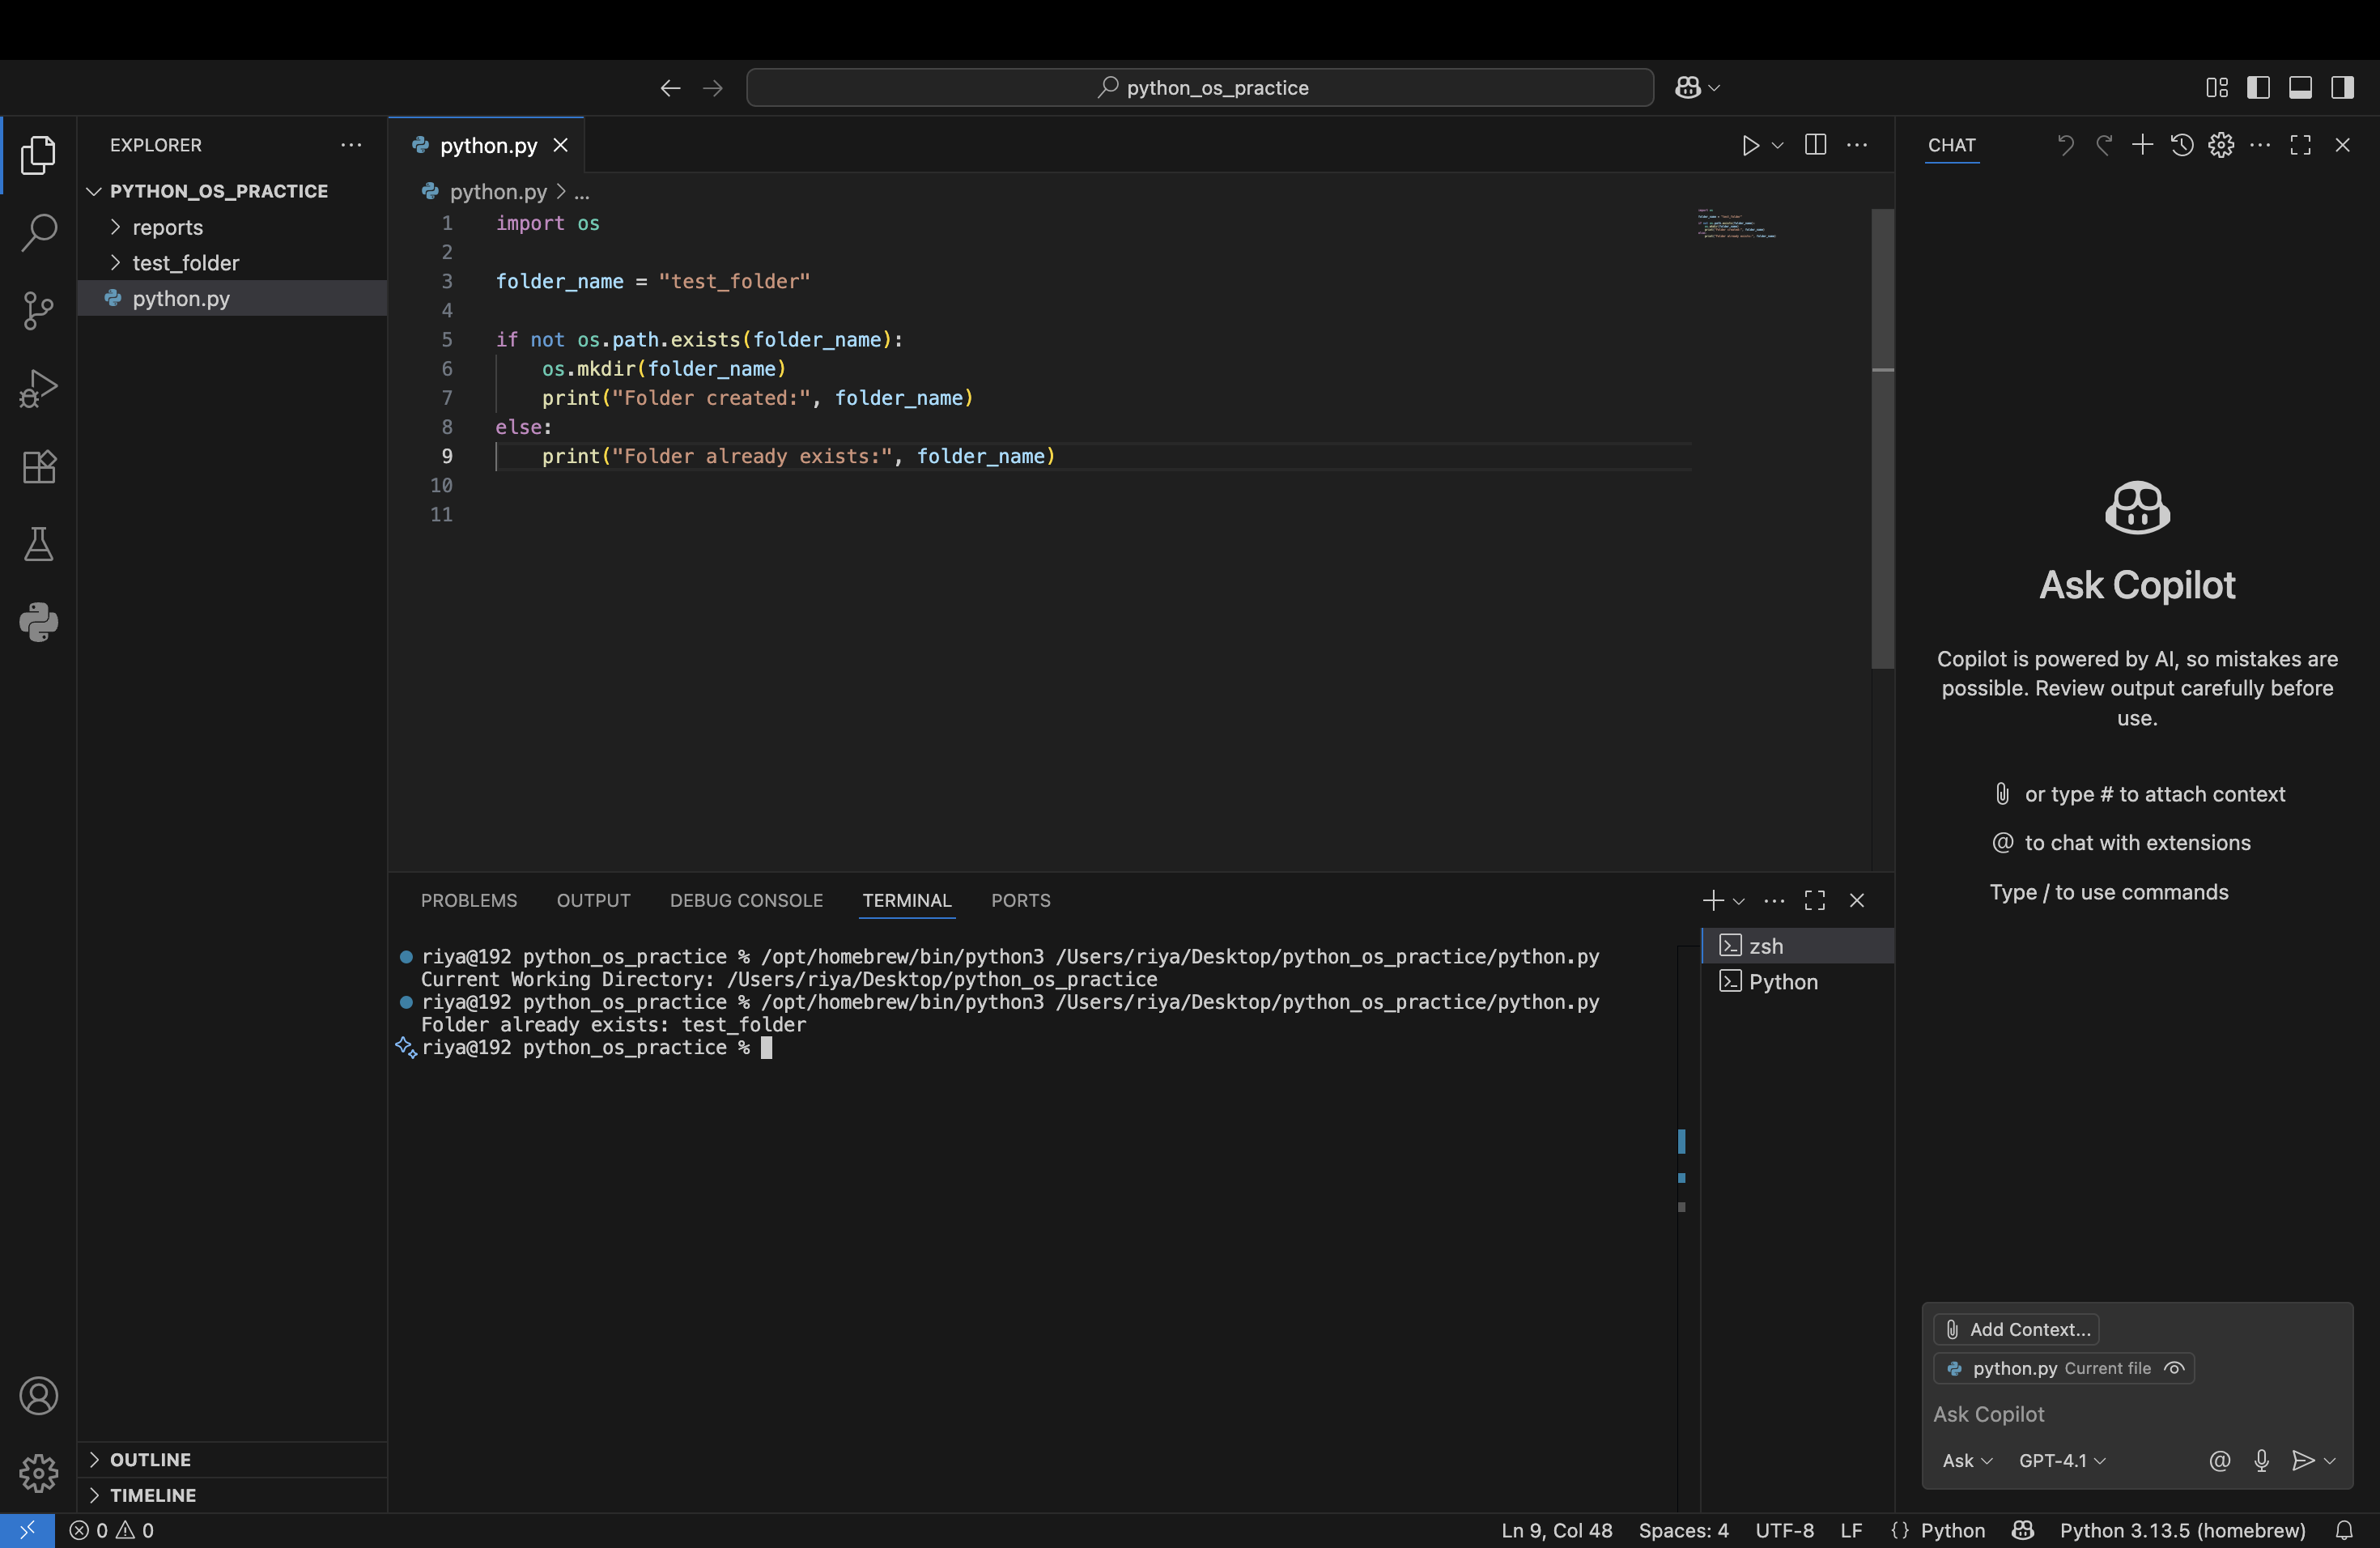 python_os_practice
EXPLORER
PYTHON_OS_PRACTICE
reports
test_folder
python.py
OUTLINE
TIMELINE
python.py
python.py > ...
1 import os
2
3 folder_name = "test_folder"
4
5 if not os.path.exists(folder_name):
6     os.mkdir(folder_name)
7     print("Folder created:", folder_name)
8 else:
9     print("Folder already exists:", folder_name)
10
11
PROBLEMS OUTPUT DEBUG CONSOLE TERMINAL PORTS
riya@192 python_os_practice % /opt/homebrew/bin/python3 /Users/riya/Desktop/python_os_practice/python.py
Current Working Directory: /Users/riya/Desktop/python_os_practice
riya@192 python_os_practice % /opt/homebrew/bin/python3 /Users/riya/Desktop/python_os_practice/python.py
Folder already exists: test_folder
riya@192 python_os_practice %
zsh
Python
CHAT
Ask Copilot
Copilot is powered by AI, so mistakes are
possible. Review output carefully before
use.
or type # to attach context
@ to chat with extensions
Type / to use commands
Add Context...
python.py Current file
Ask Copilot
Ask GPT-4.1 @
0 0 Ln 9, Col 48 Spaces: 4 UTF-8 LF {} Python Python 3.13.5 (homebrew)